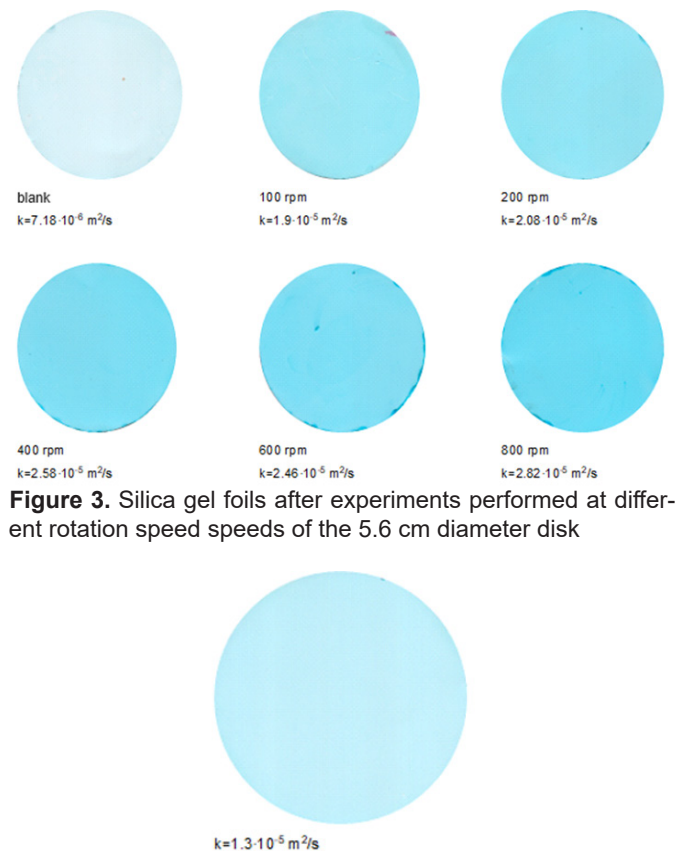 blank
k=7.18·10⁻⁶ m²/s
100 rpm
k=1.9·10⁻⁵ m²/s
200 rpm
k=2.08·10⁻⁵ m²/s
400 rpm
k=2.58·10⁻⁵ m²/s
600 rpm
k=2.46·10⁻⁵ m²/s
800 rpm
k=2.82·10⁻⁵ m²/s
Figure 3. Silica gel foils after experiments performed at differ-
ent rotation speed speeds of the 5.6 cm diameter disk
k=1.3·10⁻⁵ m²/s